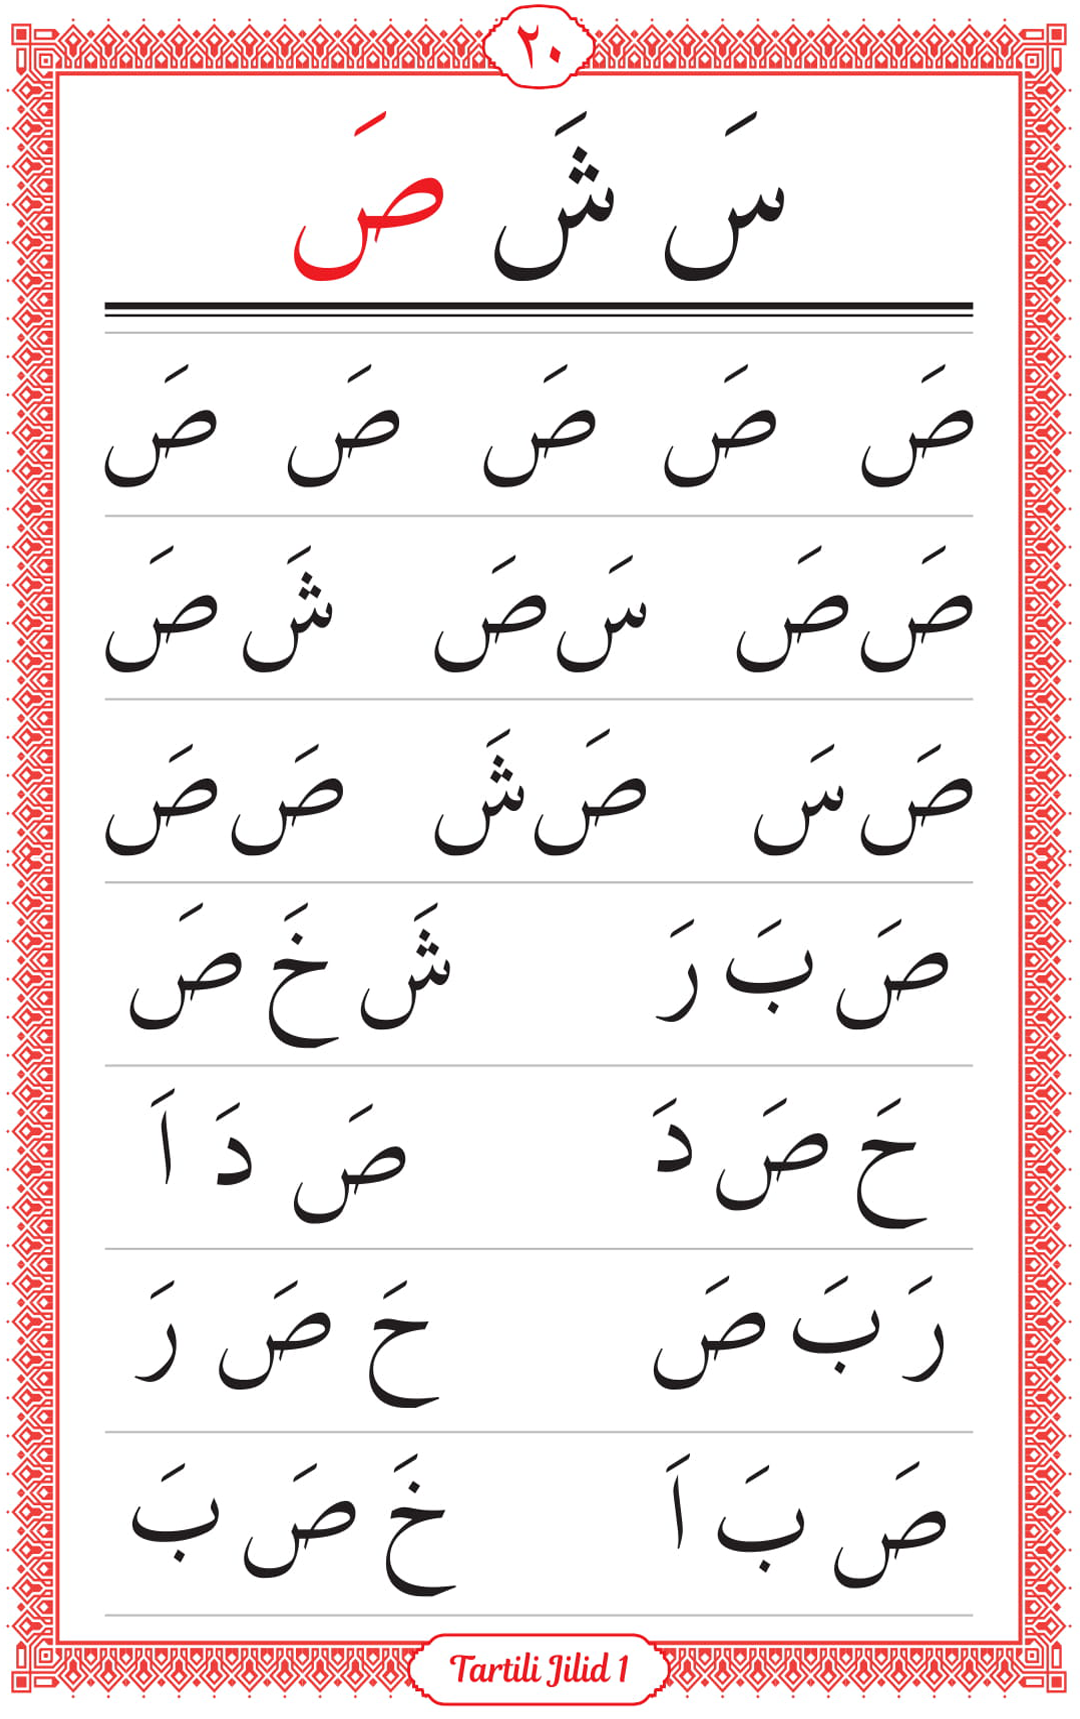 ٢٠
سَ شَ صَ
صَ صَ صَ صَ صَ
صَ صَ سَ صَ شَ صَ
صَ سَ صَ شَ صَ صَ
صَ بَ رَ شَ خَ صَ
حَ صَ دَ صَ دَ اَ
رَ بَ صَ حَ صَ رَ
صَ بَ اَ خَ صَ بَ
Tartili Jilid 1